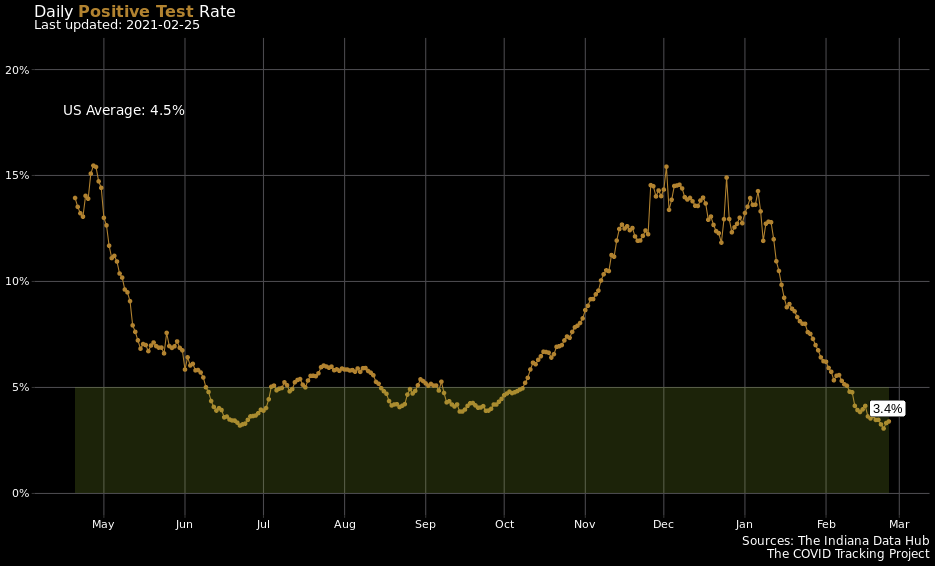 Daily Positive Test Rate
Last updated: 2021-02-25
20%
US Average: 4.5%
15%
10%
5%
3.4%
0%
May Jun Jul Aug Sep Oct Nov Dec Jan Feb Mar
Sources: The Indiana Data Hub
The COVID Tracking Project